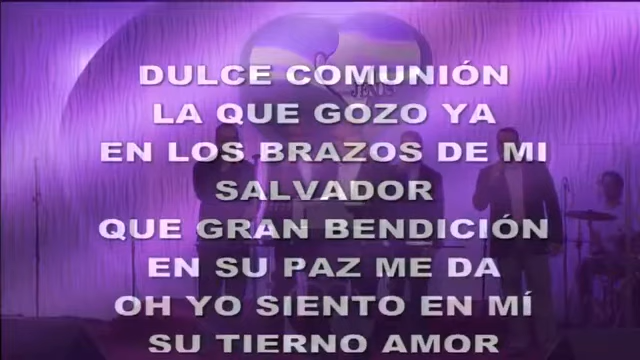 DULCE COMUNIÓN
LA QUE GOZO YA
EN LOS BRAZOS DE MI
SALVADOR
QUE GRAN BENDICIÓN
EN SU PAZ ME DA
OH YO SIENTO EN MÍ
SU TIERNO AMOR